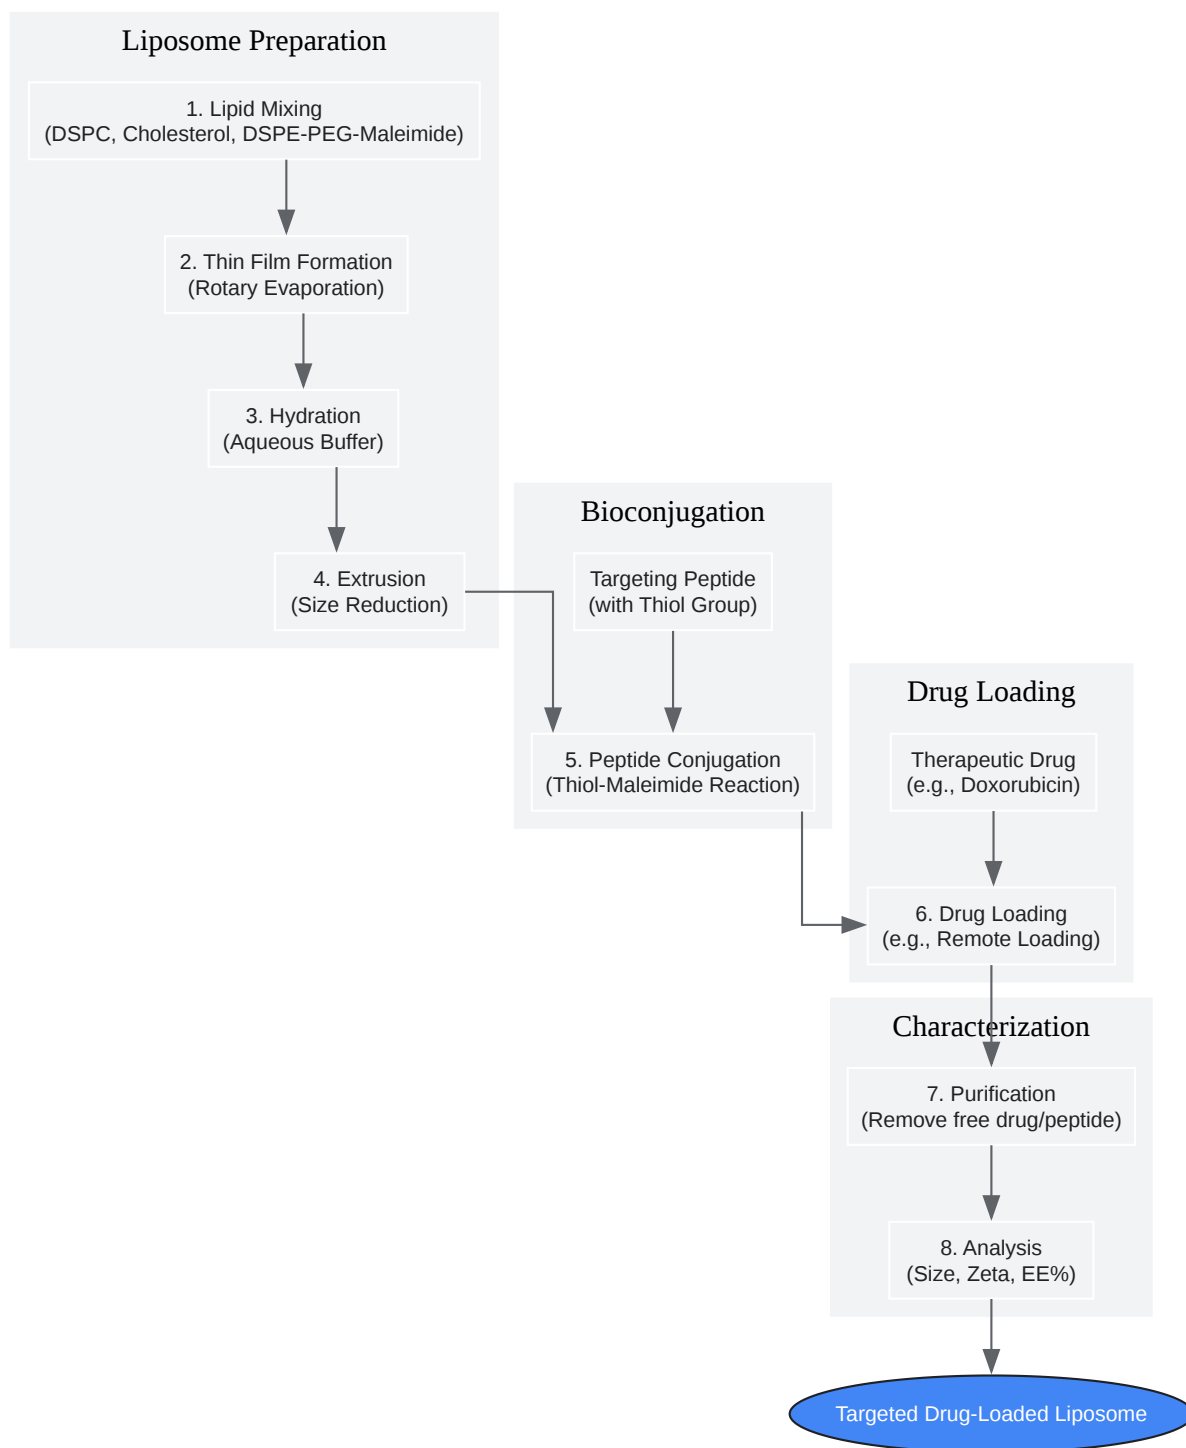 Liposome Preparation
1. Lipid Mixing
(DSPC, Cholesterol, DSPE-PEG-Maleimide)
2. Thin Film Formation
(Rotary Evaporation)
3. Hydration
(Aqueous Buffer)
4. Extrusion
(Size Reduction)
Bioconjugation
Targeting Peptide
(with Thiol Group)
5. Peptide Conjugation
(Thiol-Maleimide Reaction)
Drug Loading
Therapeutic Drug
(e.g., Doxorubicin)
6. Drug Loading
(e.g., Remote Loading)
Characterization
7. Purification
(Remove free drug/peptide)
8. Analysis
(Size, Zeta, EE%)
Targeted Drug-Loaded Liposome